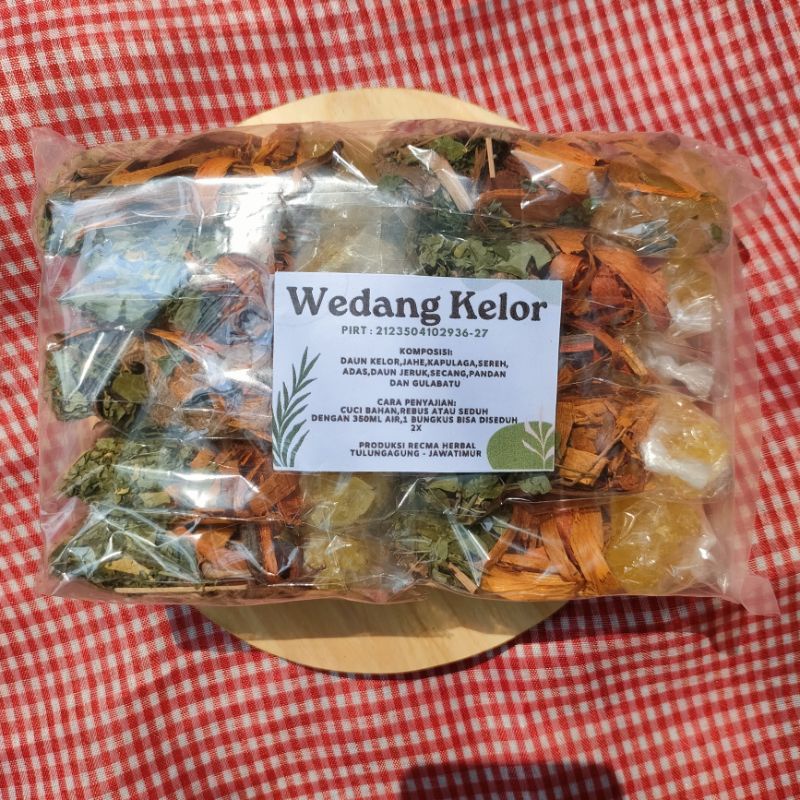 Wedang Kelor
PIRT : 2123504102936-27
KOMPOSISI:
DAUN KELOR,JAHE,KAPULAGA,SEREH,
ADAS,DAUN JERUK,SECANG,PANDAN
DAN GULABATU
CARA PENYAJIAN:
CUCI BAHAN,REBUS ATAU SEDUH
DENGAN 350ML AIR,1 BUNGKUS BISA DISEDUH
2X
PRODUKSI RECMA HERBAL
TULUNGAGUNG - JAWATIMUR